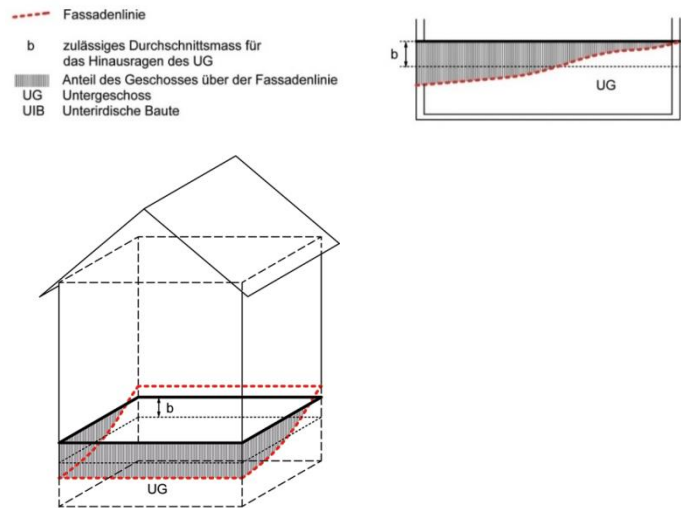 Fassadenlinie
b zulässiges Durchschnittsmass für
das Hinausragen des UG
Anteil des Geschosses über der Fassadenlinie
UG Untergeschoss
UIB Unterirdische Baute
b
UG
b
UG